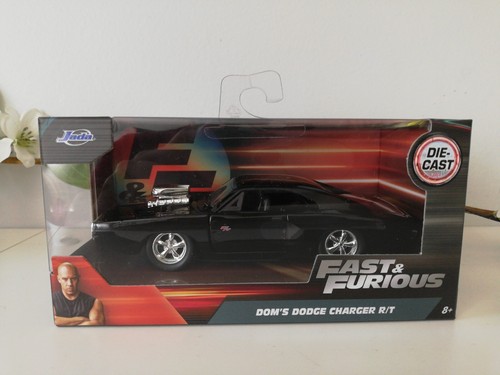 Jada
DIE-
CAST
FAST &
FURIOUS
DOM'S DODGE CHARGER R/T
8+